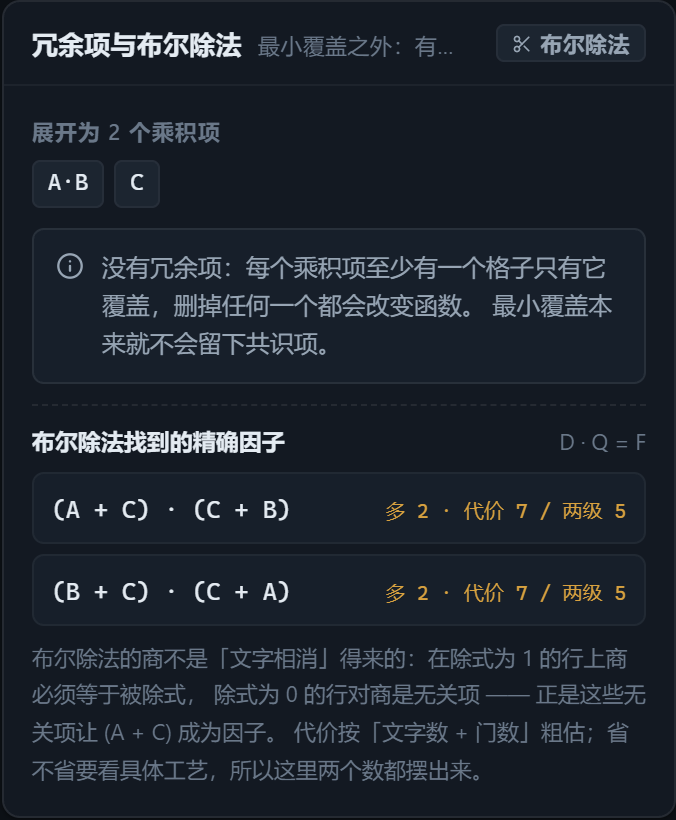 冗余项与布尔除法 最小覆盖之外：有... 布尔除法
展开为 2 个乘积项
A·B C
没有冗余项：每个乘积项至少有一个格子只有它
覆盖，删掉任何一个都会改变函数。 最小覆盖本
来就不会留下共识项。
布尔除法找到的精确因子 D · Q = F
(A + C) · (C + B) 多 2 · 代价 7 / 两级 5
(B + C) · (C + A) 多 2 · 代价 7 / 两级 5
布尔除法的商不是「文字相消」得来的：在除式为 1 的行上商
必须等于被除式， 除式为 0 的行对商是无关项 —— 正是这些无
关项让 (A + C) 成为因子。 代价按「文字数 + 门数」粗估；省
不省要看具体工艺，所以这里两个数都摆出来。